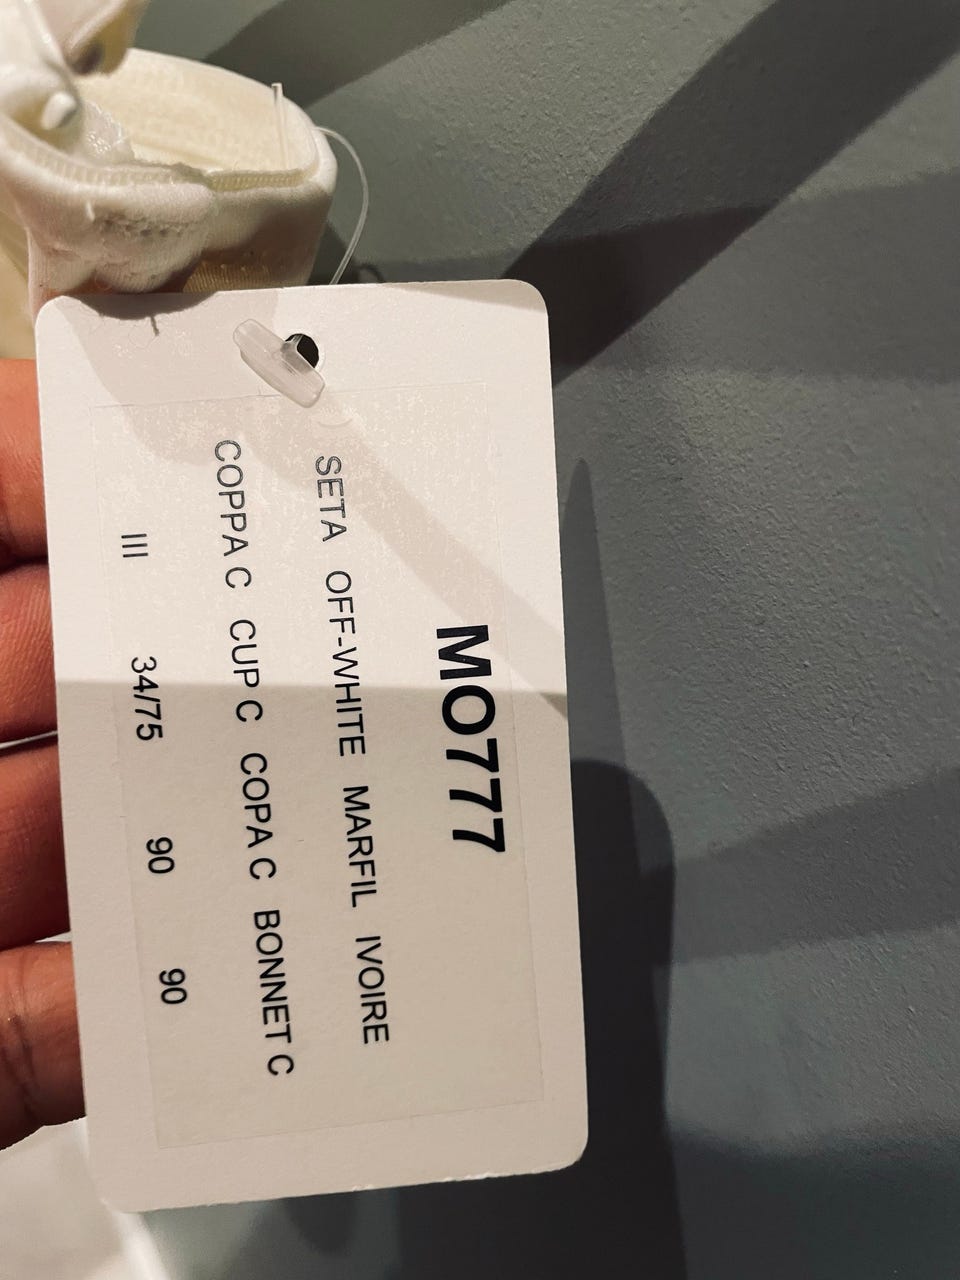 MO777
SETA OFF-WHITE MARFIL IVOIRE
COPPA C CUP C COPA C BONNET C
III 34/75 90 90